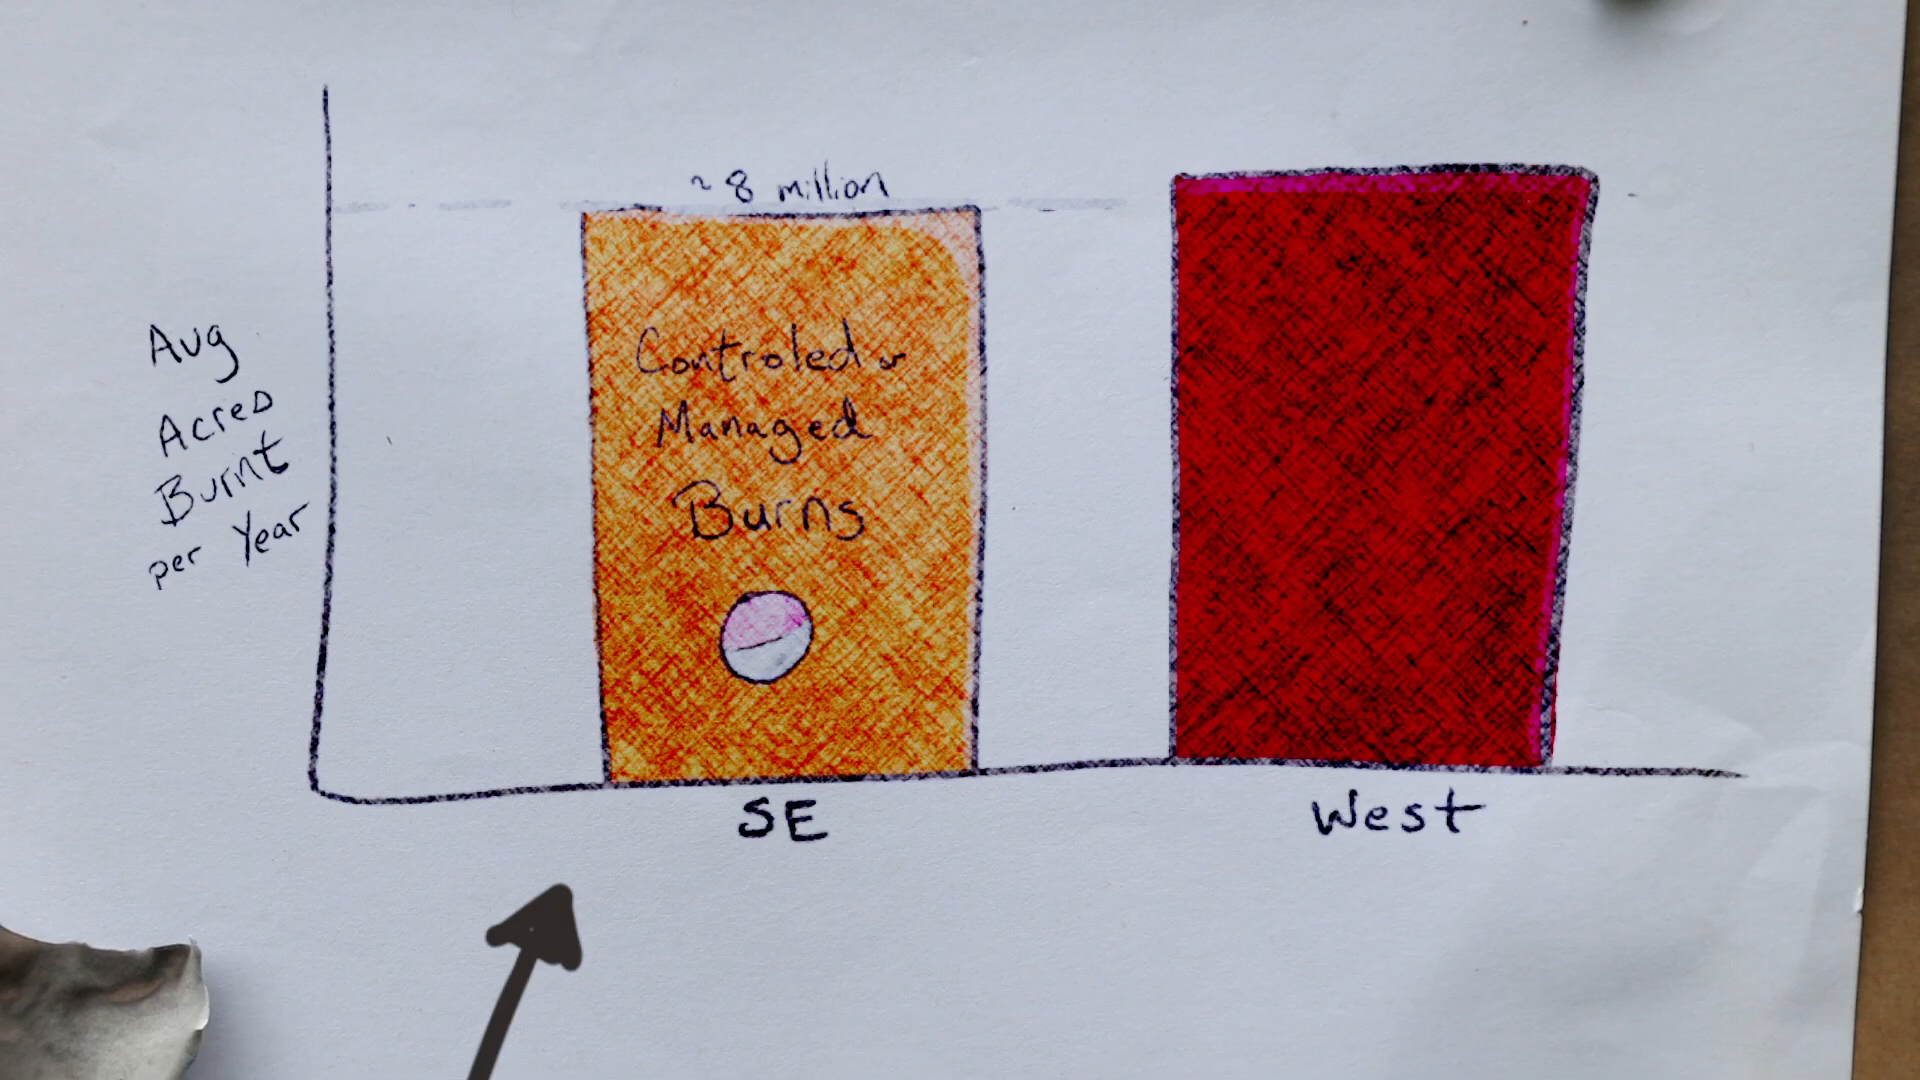 ~ 8 million
Avg
Acres
Burnt
per Year
Controled or
Managed
Burns
SE
West